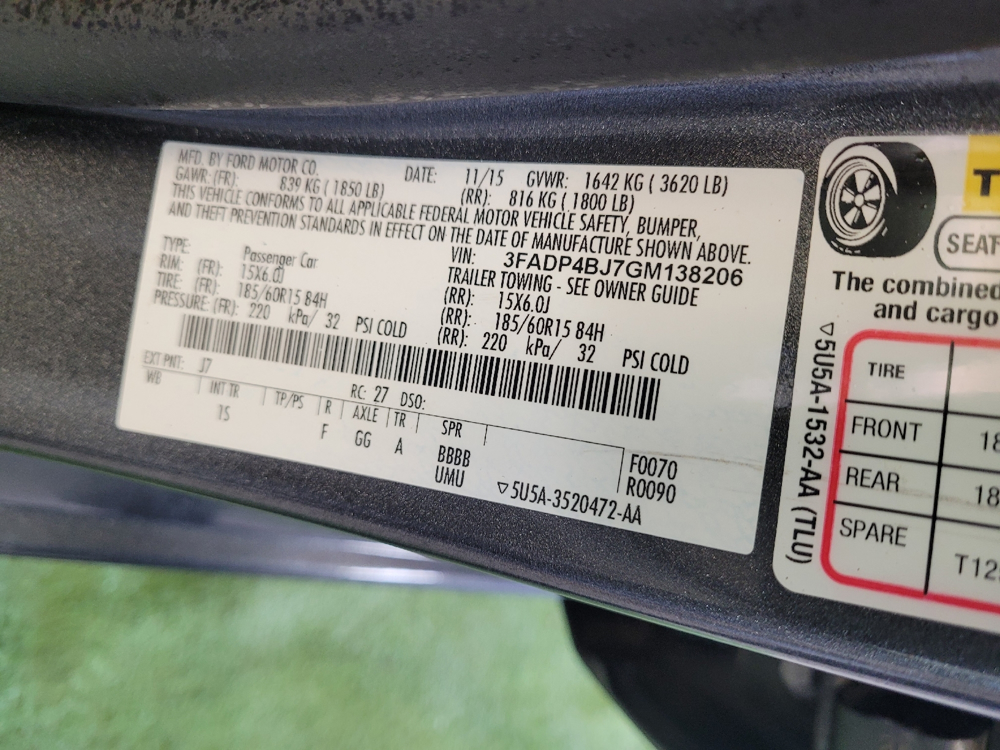 MFD. BY FORD MOTOR CO.
DATE: 11/15 GVWR: 1642 KG ( 3620 LB)
GAWR: (FR): 839 KG ( 1850 LB) (RR): 816 KG ( 1800 LB)
THIS VEHICLE CONFORMS TO ALL APPLICABLE FEDERAL MOTOR VEHICLE SAFETY, BUMPER,
AND THEFT PREVENTION STANDARDS IN EFFECT ON THE DATE OF MANUFACTURE SHOWN ABOVE.
VIN: 3FADP4BJ7GM138206
TYPE: Passenger Car TRAILER TOWING - SEE OWNER GUIDE
RIM: (FR): 15X6.0J (RR): 15X6.0J
TIRE: (FR): 185/60R15 84H (RR): 185/60R15 84H
PRESSURE: (FR): 220 kPa/ 32 PSI COLD (RR): 220 kPa/ 32 PSI COLD
EXT PNT: J7 RC: 27 DSO:
WB INT TR TP/PS R AXLE TR SPR
15 F GG A BBBB
UMU
F0070
R0090
▽5U5A-3520472-AA
SEAT
The combined
and cargo
▽5U5A-1532-AA (TLU)
TIRE
FRONT 18
REAR 18
SPARE T12